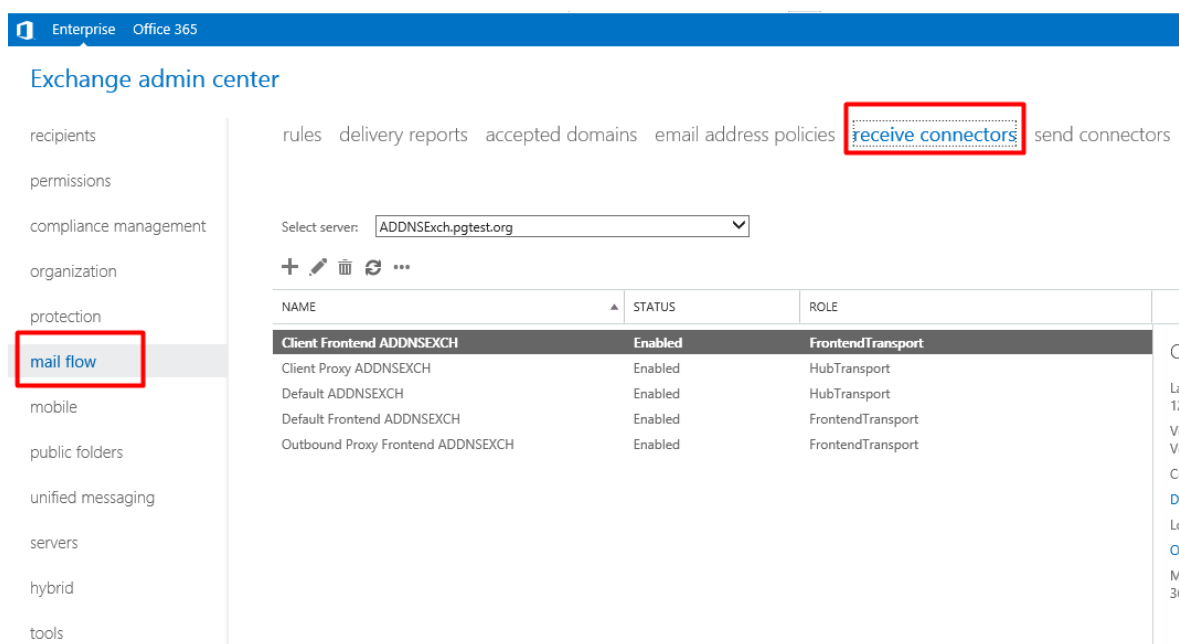 Enterprise Office 365
Exchange admin center
recipients
permissions
compliance management
organization
protection
mail flow
mobile
public folders
unified messaging
servers
hybrid
tools
rules delivery reports accepted domains email address policies receive connectors send connectors
Select server: ADDNSExch.pgtest.org
NAME STATUS ROLE
Client Frontend ADDNSEXCH Enabled FrontendTransport
Client Proxy ADDNSEXCH Enabled HubTransport
Default ADDNSEXCH Enabled HubTransport
Default Frontend ADDNSEXCH Enabled FrontendTransport
Outbound Proxy Frontend ADDNSEXCH Enabled FrontendTransport